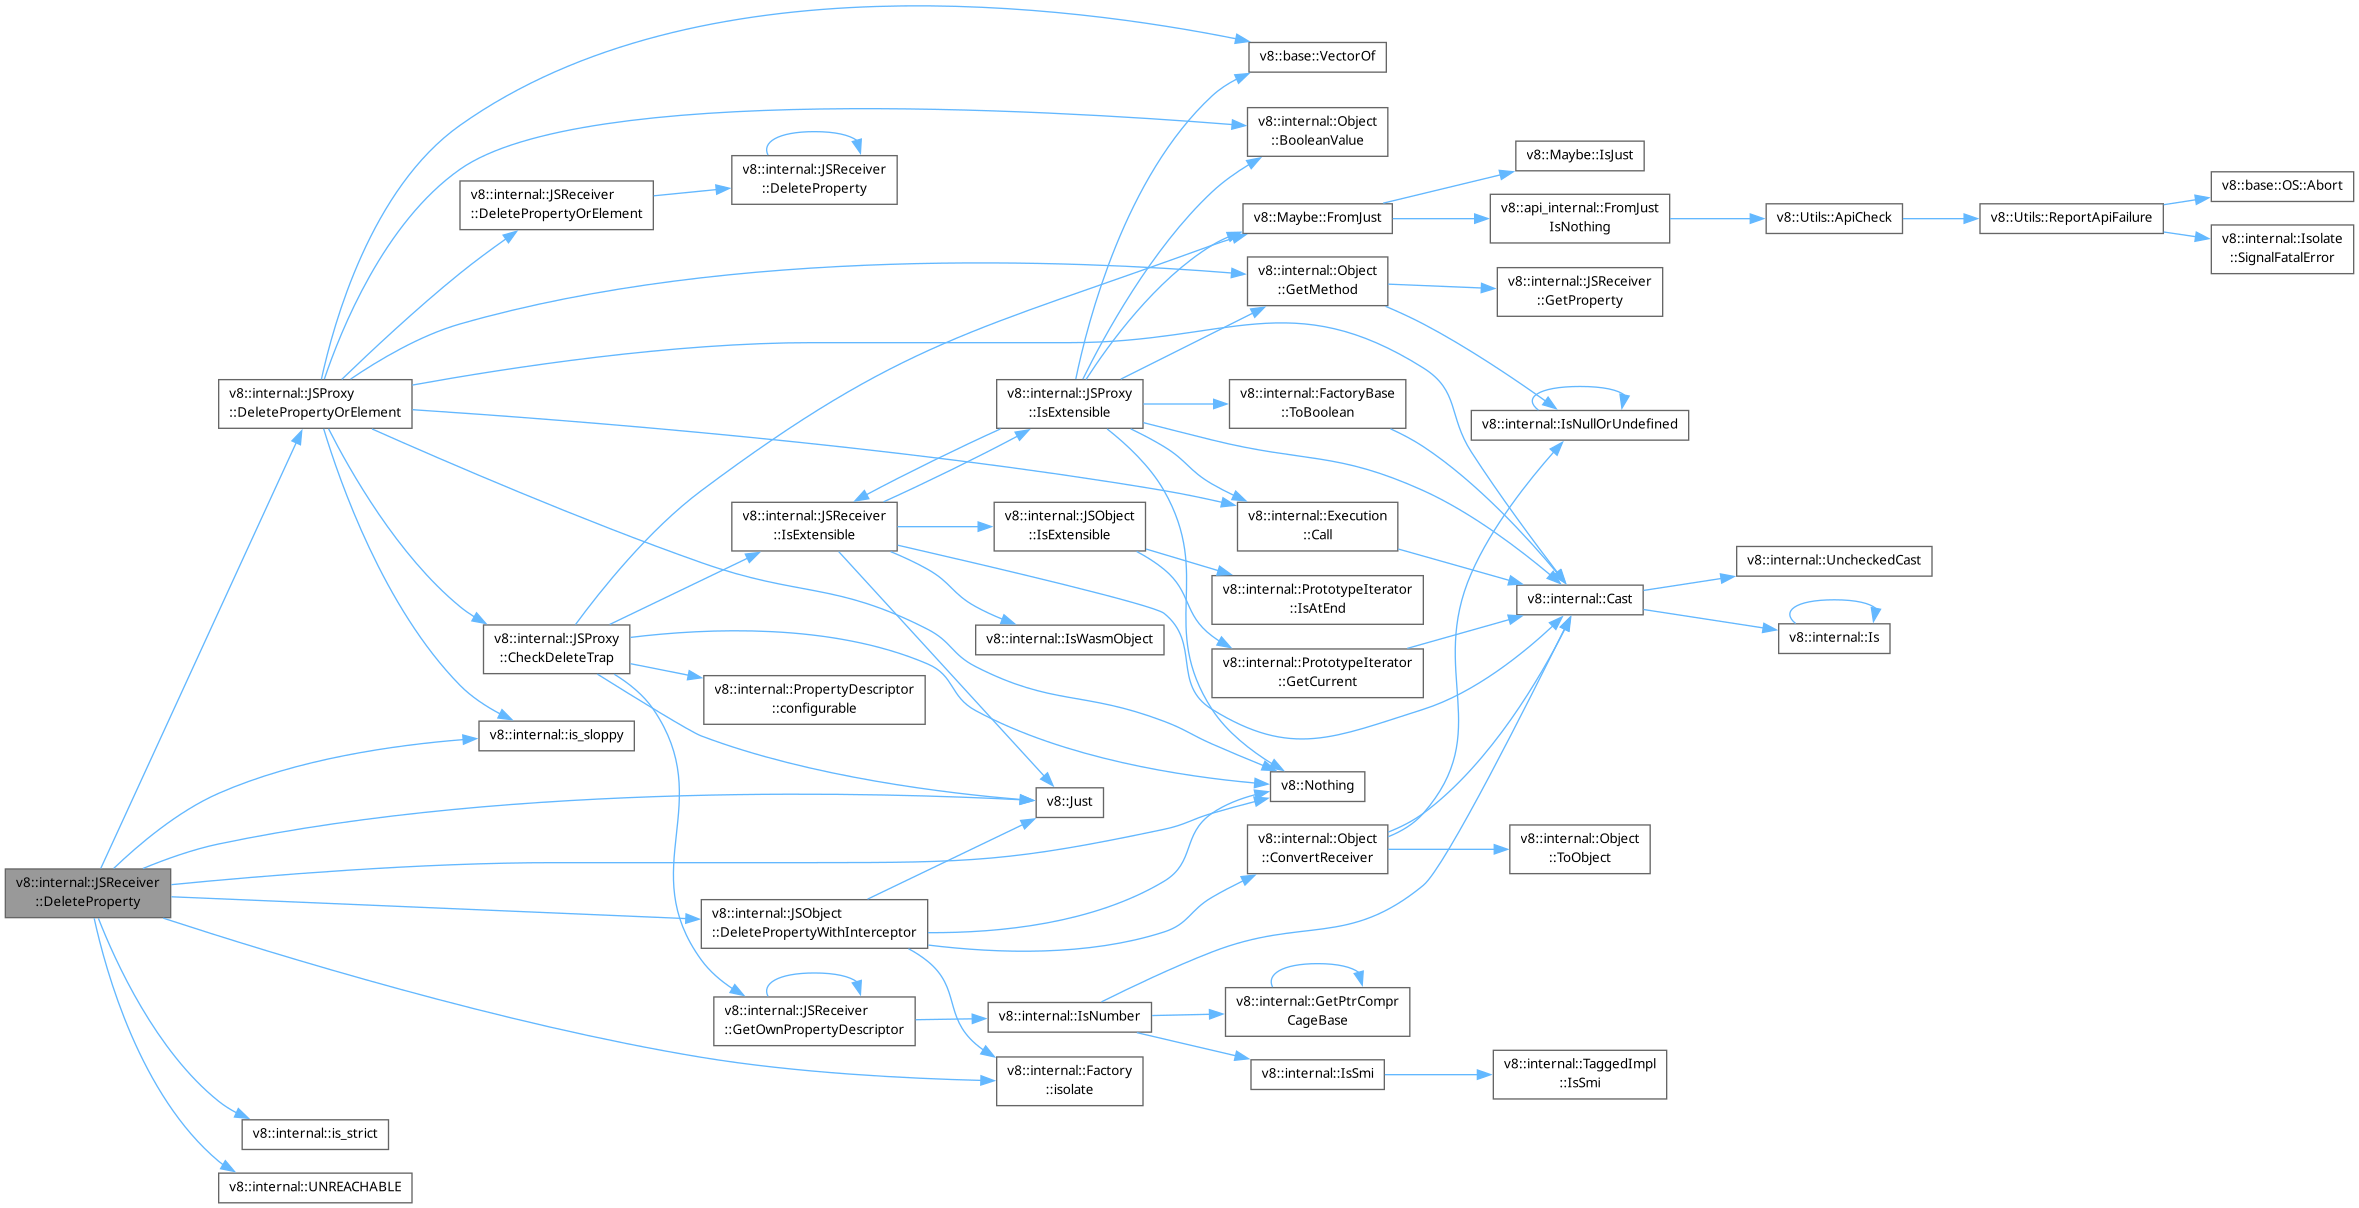 v8::internal::JSReceiver
::DeleteProperty
v8::internal::JSProxy
::DeletePropertyOrElement
v8::internal::is_strict
v8::internal::UNREACHABLE
v8::internal::JSReceiver
::DeletePropertyOrElement
v8::internal::JSProxy
::CheckDeleteTrap
v8::internal::is_sloppy
v8::internal::JSReceiver
::DeleteProperty
v8::internal::JSReceiver
::IsExtensible
v8::internal::PropertyDescriptor
::configurable
v8::internal::JSObject
::DeletePropertyWithInterceptor
v8::internal::JSReceiver
::GetOwnPropertyDescriptor
v8::internal::JSProxy
::IsExtensible
v8::internal::JSObject
::IsExtensible
v8::internal::IsWasmObject
v8::Just
v8::internal::IsNumber
v8::internal::Factory
::isolate
v8::base::VectorOf
v8::internal::Object
::BooleanValue
v8::Maybe::FromJust
v8::internal::Object
::GetMethod
v8::internal::FactoryBase
::ToBoolean
v8::internal::Execution
::Call
v8::internal::PrototypeIterator
::IsAtEnd
v8::internal::PrototypeIterator
::GetCurrent
v8::Nothing
v8::internal::Object
::ConvertReceiver
v8::internal::GetPtrCompr
CageBase
v8::internal::IsSmi
v8::Maybe::IsJust
v8::api_internal::FromJust
IsNothing
v8::internal::JSReceiver
::GetProperty
v8::internal::IsNullOrUndefined
v8::internal::Cast
v8::internal::Object
::ToObject
v8::internal::TaggedImpl
::IsSmi
v8::Utils::ApiCheck
v8::internal::UncheckedCast
v8::internal::Is
v8::Utils::ReportApiFailure
v8::base::OS::Abort
v8::internal::Isolate
::SignalFatalError